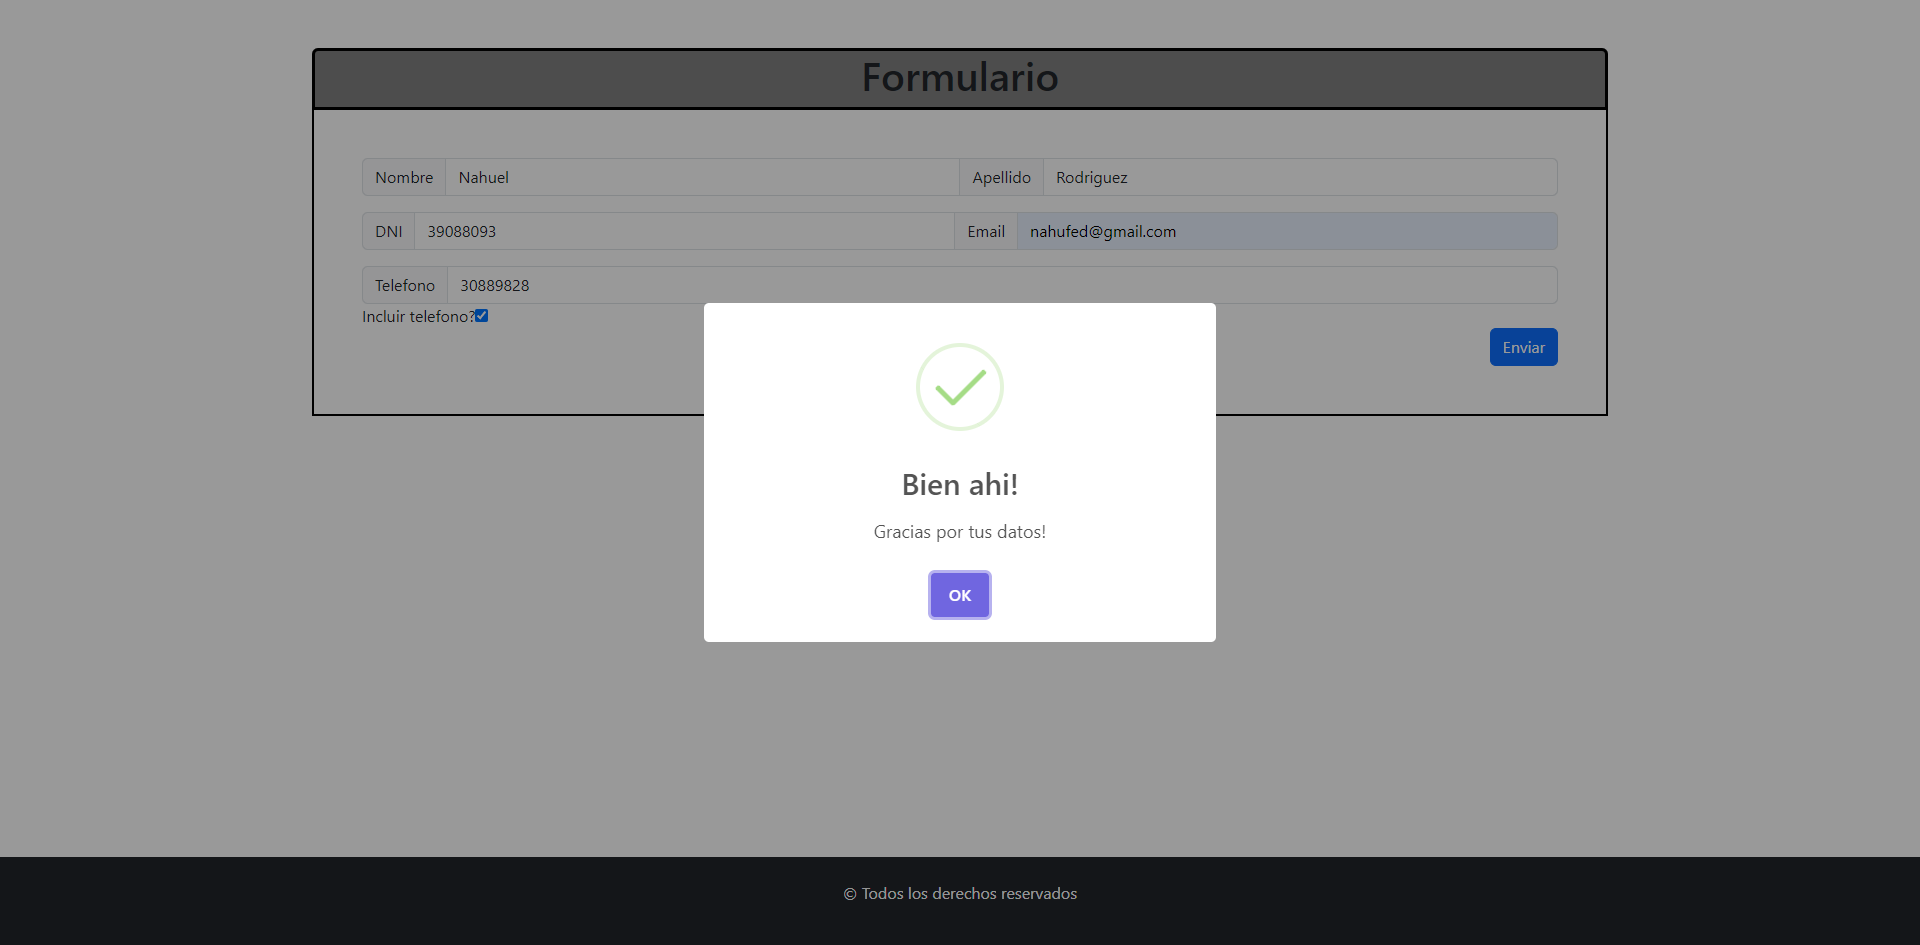 Formulario
Nombre Nahuel Apellido Rodriguez
DNI 39088093 Email nahufed@gmail.com
Telefono 30889828
Incluir telefono?
Enviar
Bien ahi!
Gracias por tus datos!
OK
© Todos los derechos reservados